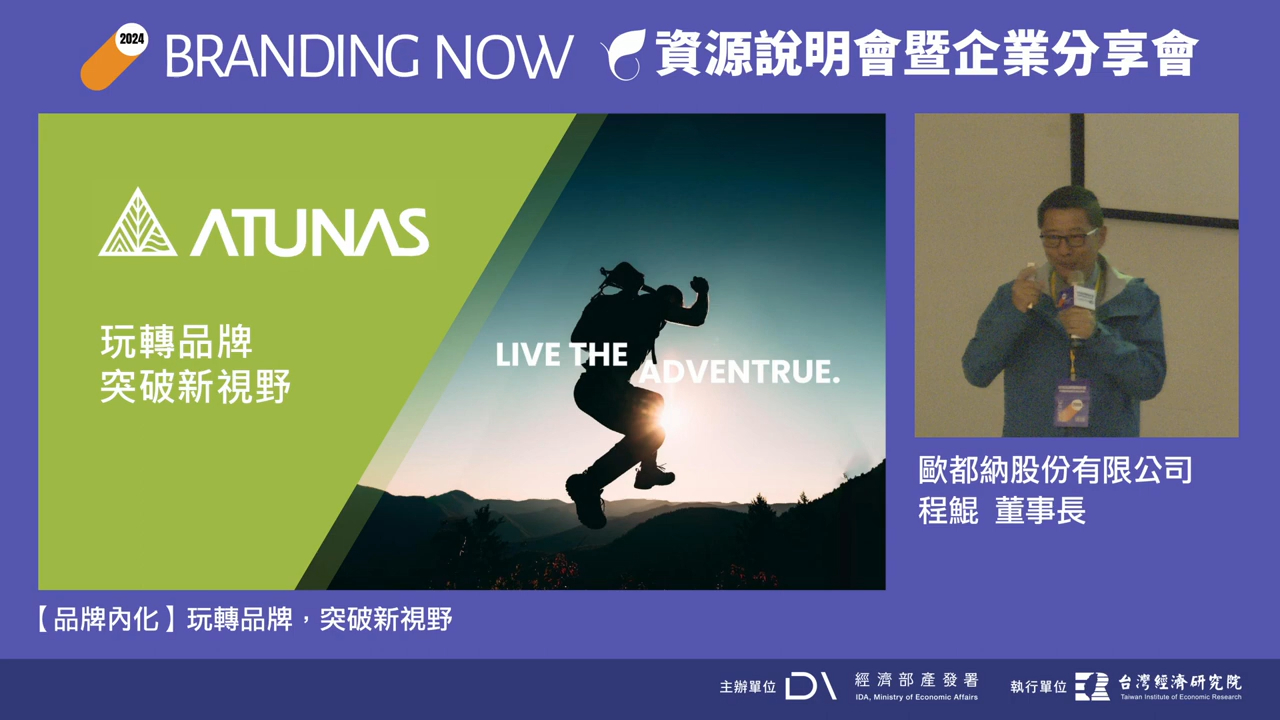 2024
BRANDING NOW 資源說明會暨企業分享會
ATUNAS
玩轉品牌
突破新視野
LIVE THE ADVENTRUE.
歐都納股份有限公司
程鯤 董事長
【品牌內化】玩轉品牌，突破新視野
主辦單位 經濟部產發署
IDA, Ministry of Economic Affairs
執行單位 台灣經濟研究院
Taiwan Institute of Economic Research